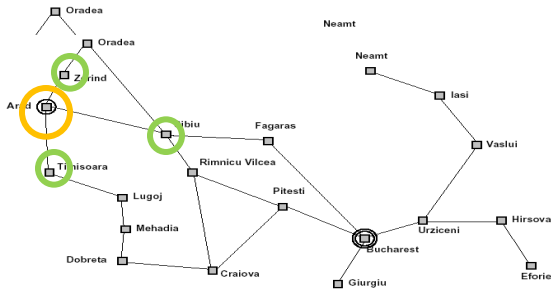 Oradea
Neamt
Oradea
Neamt
Zerind
Iasi
Arad
Sibiu
Fagaras
Vaslui
Timisoara
Rimnicu Vilcea
Pitesti
Lugoj
Hirsova
Urziceni
Mehadia
Bucharest
Dobreta
Craiova
Giurgiu
Eforie